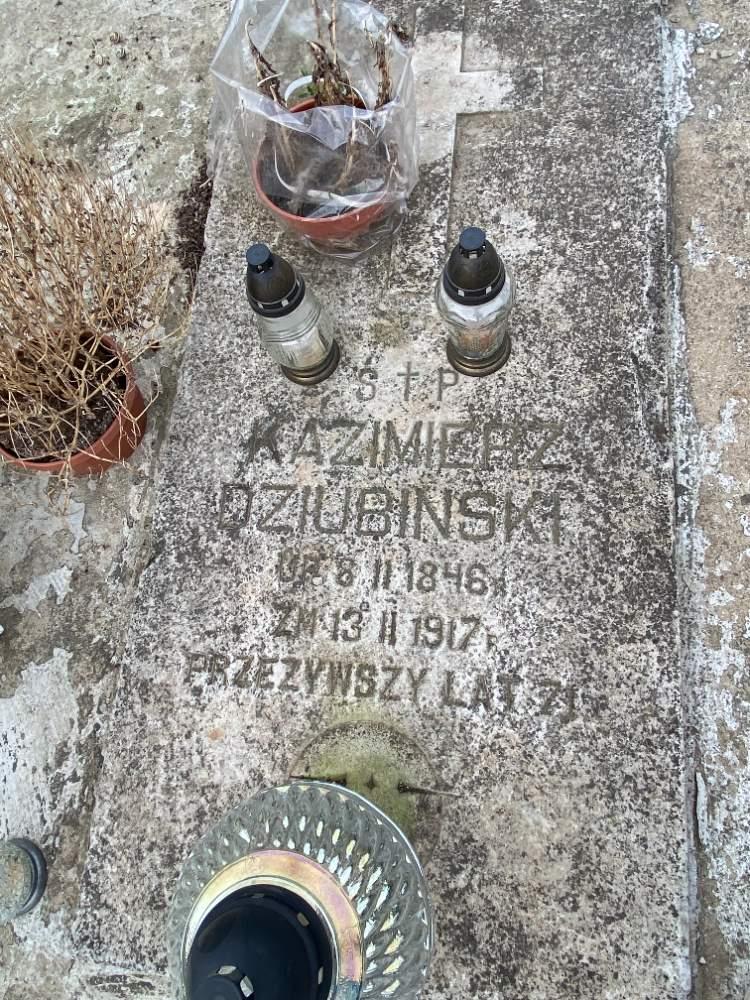 Ś † P
KAZIMIERZ
DZIUBIŃSKI
UR. 8 II 1846 r.
ZM. 13 II 1917 r.
PRZEŻYWSZY LAT 71